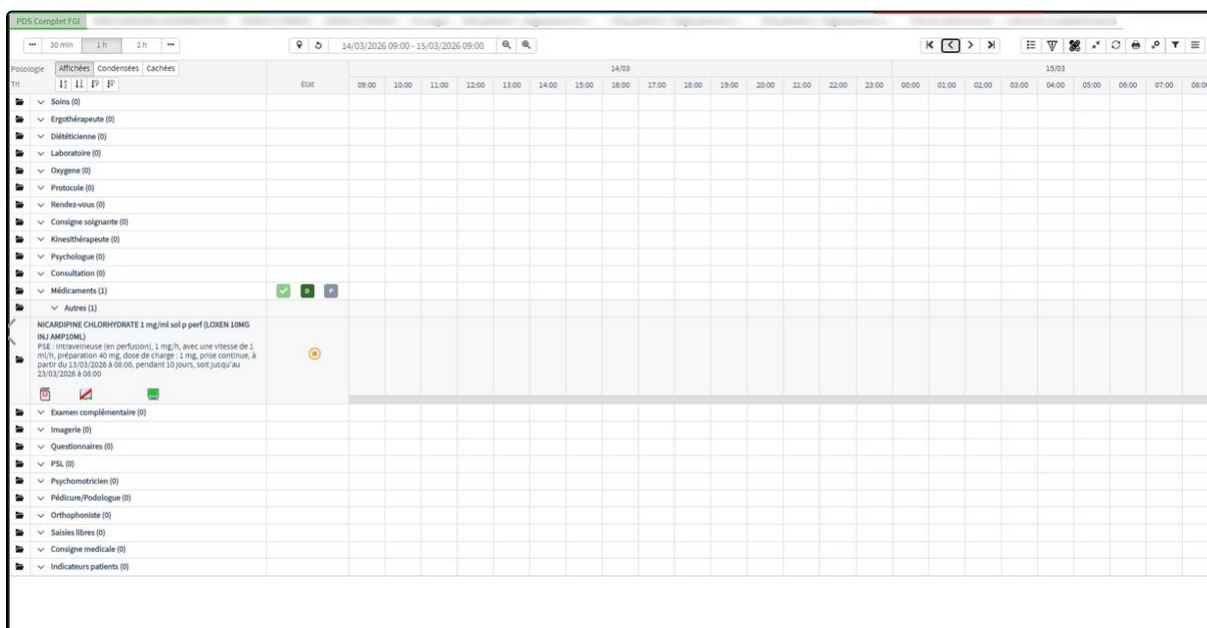 PDS Complet FGI
30 min 1 h 2 h 14/03/2026 09:00 - 15/03/2026 09:00
Posologie Affichées Condensées Cachées
14/03 15/03
Tri Etat 09:00 10:00 11:00 12:00 13:00 14:00 15:00 16:00 17:00 18:00 19:00 20:00 21:00 22:00 23:00 00:00 01:00 02:00 03:00 04:00 05:00 06:00 07:00 08:00
Soins (0)
Ergothérapeute (0)
Diététicienne (0)
Laboratoire (0)
Oxygene (0)
Protocole (0)
Rendez-vous (0)
Consigne soignante (0)
Kinesithérapeute (0)
Psychologue (0)
Consultation (0)
Médicaments (1) D P
Autres (1)
NICARDIPINE CHLORHYDRATE 1 mg/ml sol p perf (LOXEN 10MG
INJ AMP10ML)
PSE : Intraveineuse (en perfusion), 1 mg/h, avec une vitesse de 1
ml/h, préparation 40 mg, dose de charge : 1 mg, prise continue, à
partir du 13/03/2026 à 08:00, pendant 10 jours, soit jusqu'au
23/03/2026 à 08:00
Examen complémentaire (0)
Imagerie (0)
Questionnaires (0)
PSL (0)
Psychomotricien (0)
Pédicure/Podologue (0)
Orthophoniste (0)
Saisies libres (0)
Consigne medicale (0)
Indicateurs patients (0)